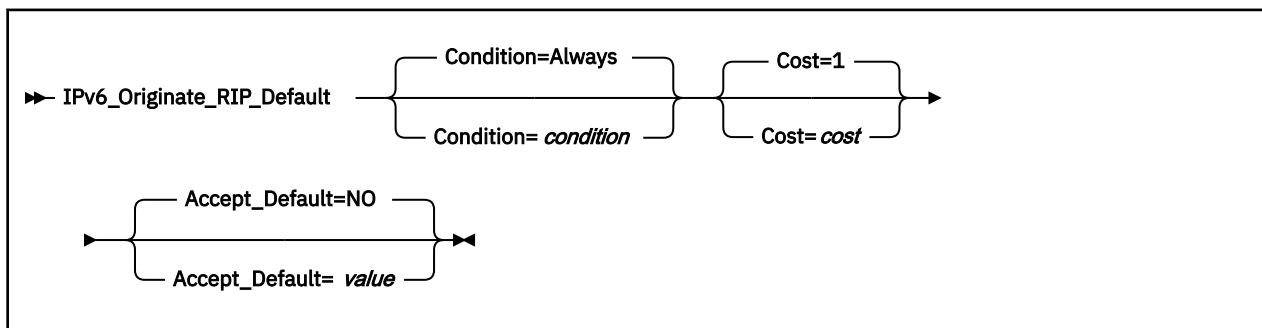 Condition=Always
Cost=1
IPv6_Originate_RIP_Default
Condition= condition
Cost= cost
Accept_Default=NO
Accept_Default= value